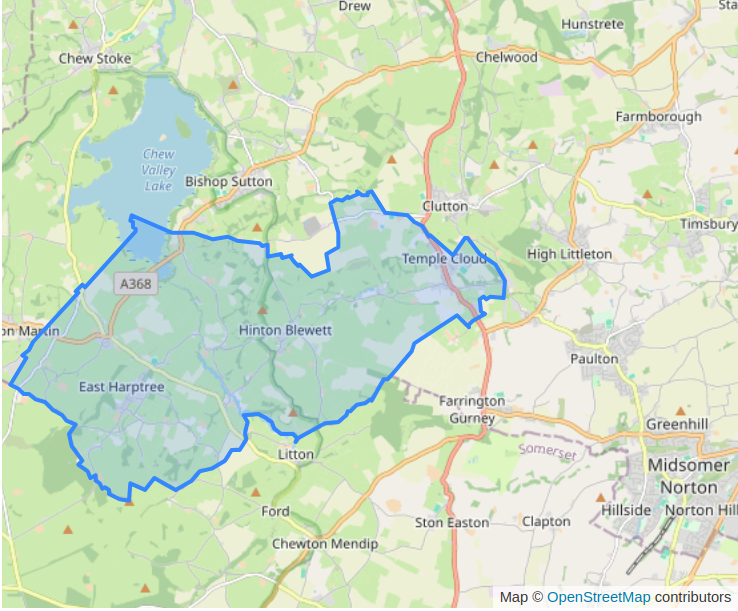 Drew
Sta
Hunstrete
Chew Stoke
Chelwood
Farmborough
Chew
Valley
Lake
Bishop Sutton
Clutton
Timsbury
Temple Cloud
High Littleton
A368
on Martin
Hinton Blewett
Paulton
East Harptree
Farrington
Gurney
Greenhill
Litton
Somerset
Midsomer
Norton
Ford
Hillside
Norton Hill
Ston Easton
Clapton
Chewton Mendip
Map © OpenStreetMap contributors